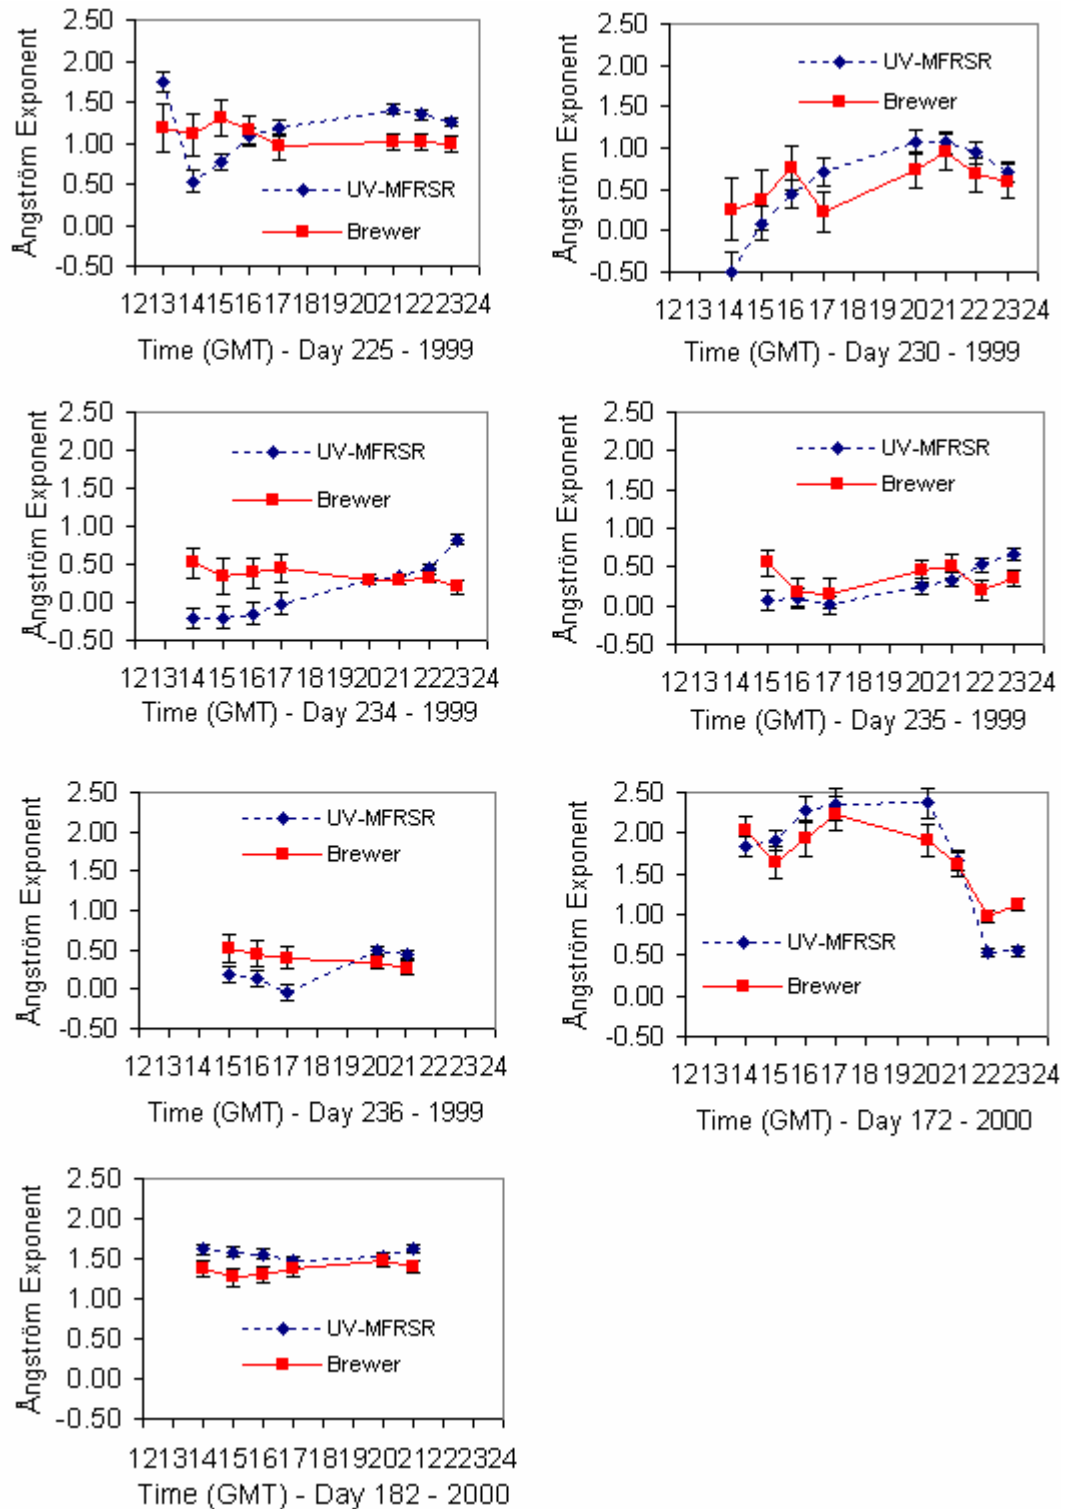 2.50
2.00
1.50
1.00
0.50
0.00
-0.50
Ångström Exponent
UV-MFRSR
Brewer
12131415161718192021222324
Time (GMT) - Day 225 - 1999
2.50
2.00
1.50
1.00
0.50
0.00
-0.50
Ångström Exponent
UV-MFRSR
Brewer
12131415161718192021222324
Time (GMT) - Day 230 - 1999
2.50
2.00
1.50
1.00
0.50
0.00
-0.50
Ångström Exponent
UV-MFRSR
Brewer
12131415161718192021222324
Time (GMT) - Day 234 - 1999
2.50
2.00
1.50
1.00
0.50
0.00
-0.50
Ångström Exponent
UV-MFRSR
Brewer
12131415161718192021222324
Time (GMT) - Day 235 - 1999
2.50
2.00
1.50
1.00
0.50
0.00
-0.50
Ångström Exponent
UV-MFRSR
Brewer
12131415161718192021222324
Time (GMT) - Day 236 - 1999
2.50
2.00
1.50
1.00
0.50
0.00
-0.50
Ångström Exponent
UV-MFRSR
Brewer
12131415161718192021222324
Time (GMT) - Day 172 - 2000
2.50
2.00
1.50
1.00
0.50
0.00
-0.50
Ångström Exponent
UV-MFRSR
Brewer
12131415161718192021222324
Time (GMT) - Day 182 - 2000